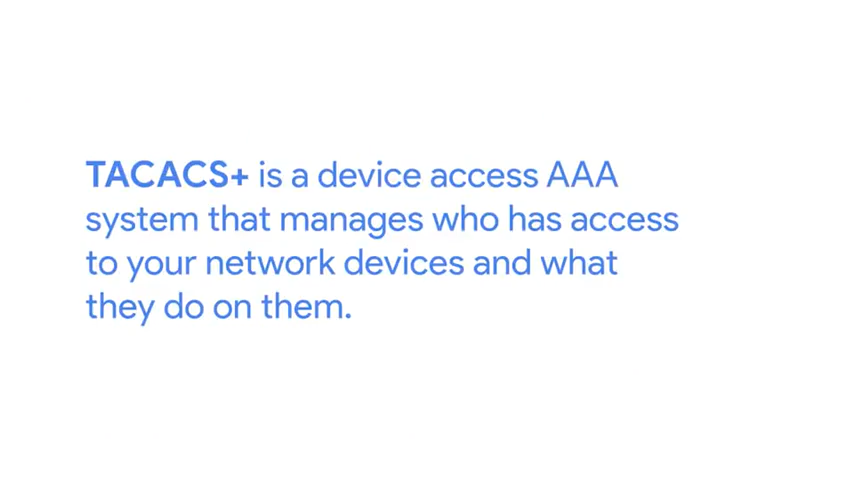 TACACS+ is a device access AAA
system that manages who has access
to your network devices and what
they do on them.